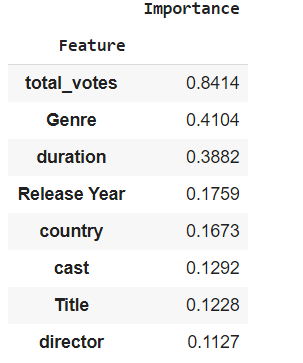 Importance
Feature
total_votes 0.8414
Genre 0.4104
duration 0.3882
Release Year 0.1759
country 0.1673
cast 0.1292
Title 0.1228
director 0.1127